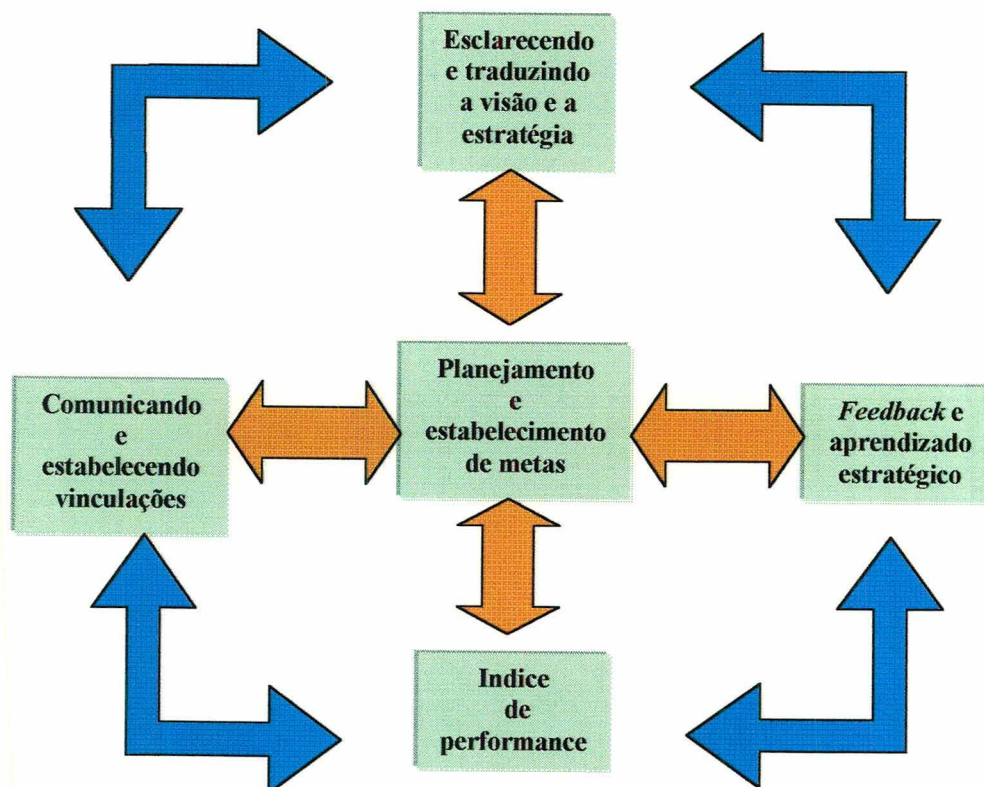 Esclarecendo
e traduzindo
a visão e a
estratégia
Comunicando
e
estabelecendo
vinculações
Planejamento
e
estabelecimento
de metas
Feedback e
aprendizado
estratégico
Indice
de
performance